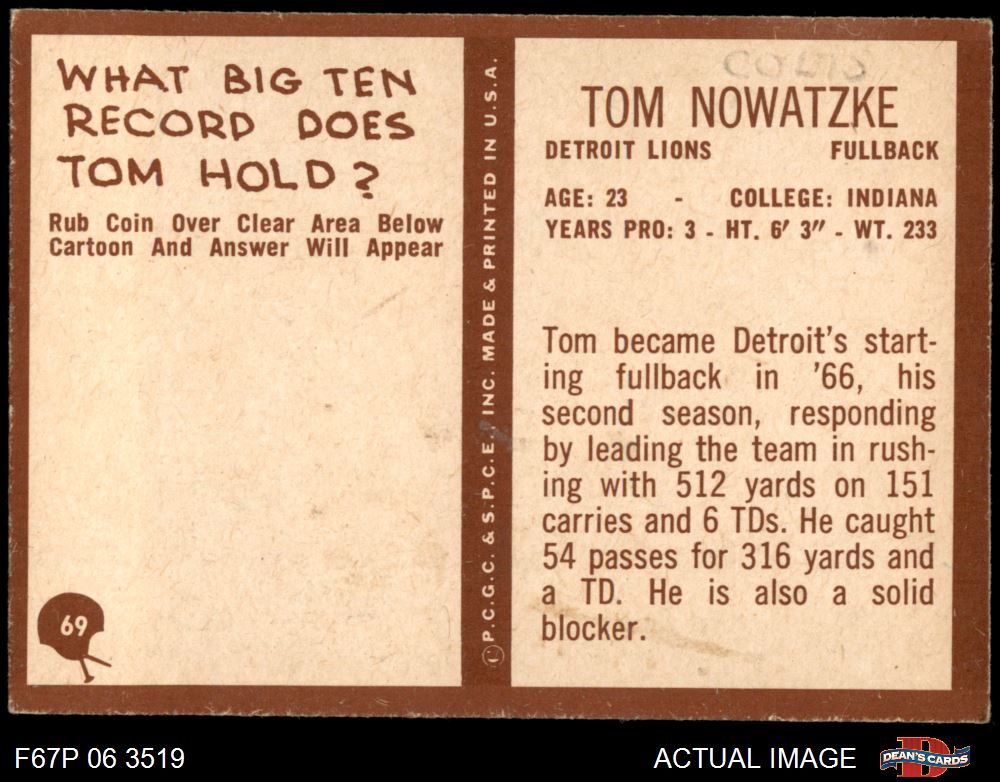 WHAT BIG TEN
RECORD DOES
TOM HOLD?
Rub Coin Over Clear Area Below
Cartoon And Answer Will Appear
69
© P.C.G.C. & S.P.C.E., INC. MADE & PRINTED IN U.S.A.
COLTS
TOM NOWATZKE
DETROIT LIONS FULLBACK
AGE: 23 - COLLEGE: INDIANA
YEARS PRO: 3 - HT. 6′ 3″ - WT. 233
Tom became Detroit's start-
ing fullback in '66, his
second season, responding
by leading the team in rush-
ing with 512 yards on 151
carries and 6 TDs. He caught
54 passes for 316 yards and
a TD. He is also a solid
blocker.
F67P 06 3519
ACTUAL IMAGE
DEAN'S CARDS